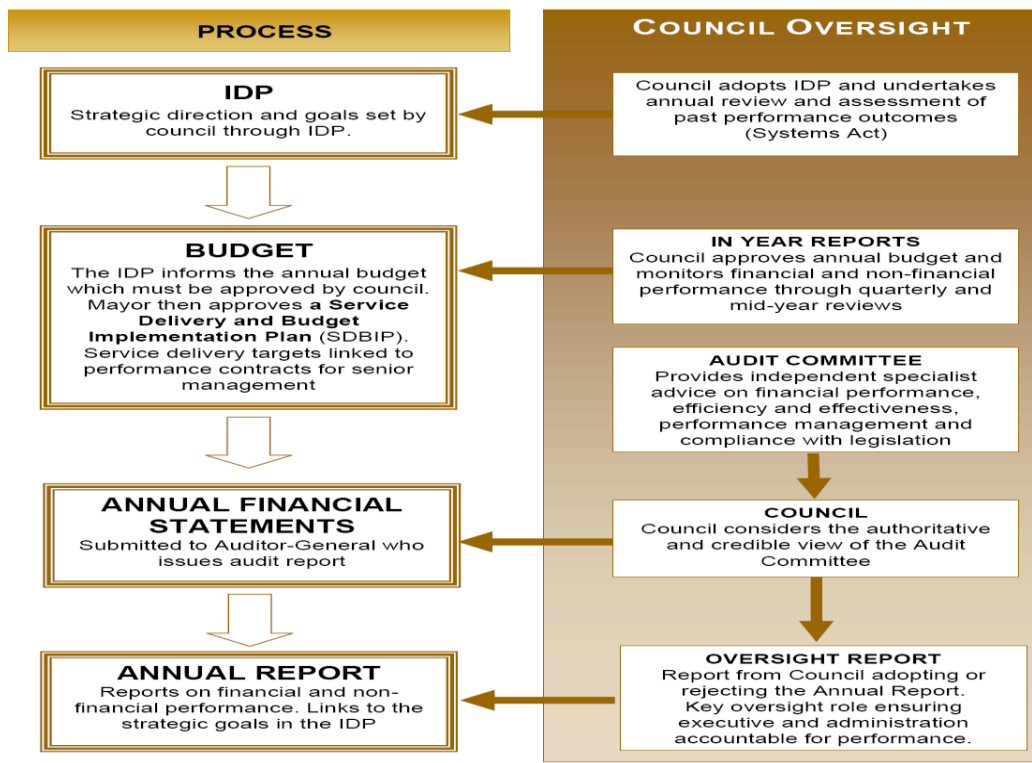 PROCESS
IDP
Strategic direction and goals set by
council through IDP.
BUDGET
The IDP informs the annual budget
which must be approved by council.
Mayor then approves a Service
Delivery and Budget
Implementation Plan (SDBIP).
Service delivery targets linked to
performance contracts for senior
management
ANNUAL FINANCIAL
STATEMENTS
Submitted to Auditor-General who
issues audit report
ANNUAL REPORT
Reports on financial and non-
financial performance. Links to the
strategic goals in the IDP
COUNCIL OVERSIGHT
Council adopts IDP and undertakes
annual review and assessment of
past performance outcomes
(Systems Act)
IN YEAR REPORTS
Council approves annual budget and
monitors financial and non-financial
performance through quarterly and
mid-year reviews
AUDIT COMMITTEE
Provides independent specialist
advice on financial performance,
efficiency and effectiveness,
performance management and
compliance with legislation
COUNCIL
Council considers the authoritative
and credible view of the Audit
Committee
OVERSIGHT REPORT
Report from Council adopting or
rejecting the Annual Report.
Key oversight role ensuring
executive and administration
accountable for performance.